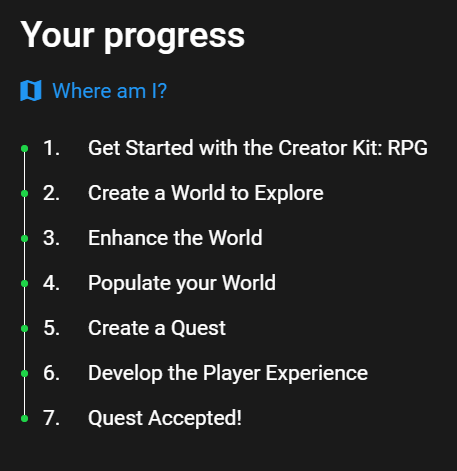 Your progress
Where am I?
1. Get Started with the Creator Kit: RPG
2. Create a World to Explore
3. Enhance the World
4. Populate your World
5. Create a Quest
6. Develop the Player Experience
7. Quest Accepted!